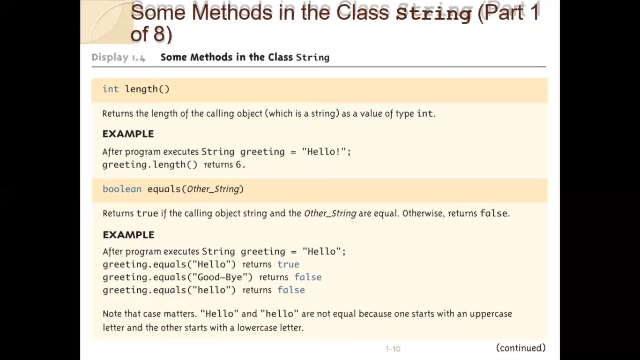 Some Methods in the Class String (Part 1
of 8)
Display 1.4 Some Methods in the Class String
int length()
Returns the length of the calling object (which is a string) as a value of type int.
EXAMPLE
After program executes String greeting = "Hello!";
greeting.length() returns 6.
boolean equals(Other_String)
Returns true if the calling object string and the Other_String are equal. Otherwise, returns false.
EXAMPLE
After program executes String greeting = "Hello";
greeting.equals("Hello") returns true
greeting.equals("Good-Bye") returns false
greeting.equals("hello") returns false
Note that case matters. "Hello" and "hello" are not equal because one starts with an uppercase
letter and the other starts with a lowercase letter.
1-10
(continued)